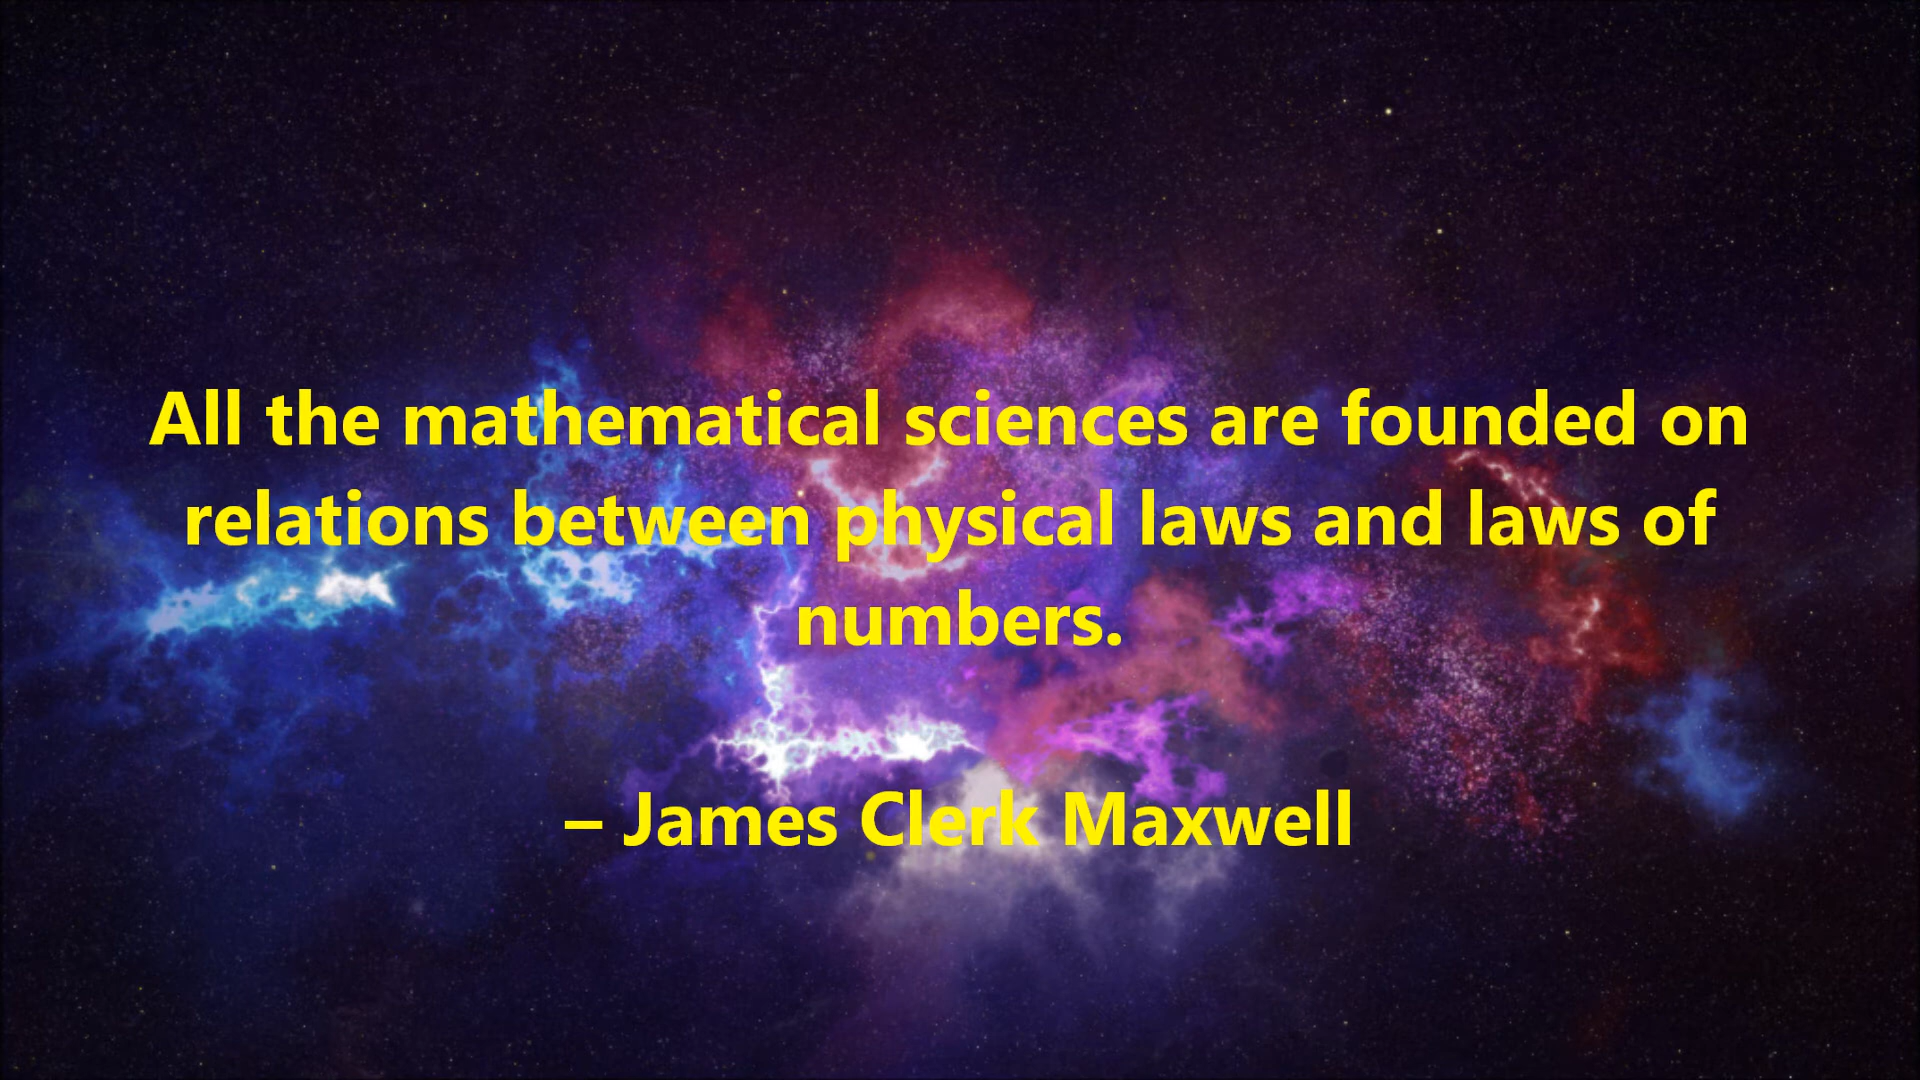 All the mathematical sciences are founded on
relations between physical laws and laws of
numbers.
– James Clerk Maxwell